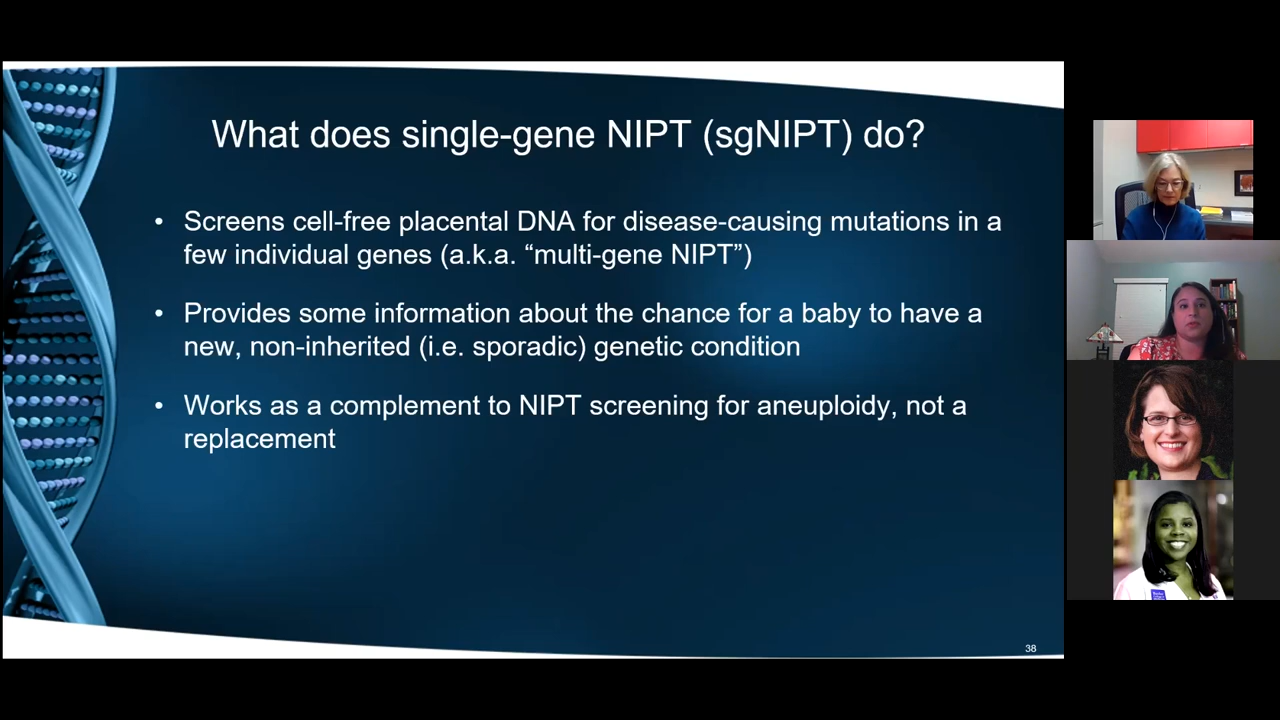 What does single-gene NIPT (sgNIPT) do?
• Screens cell-free placental DNA for disease-causing mutations in a
few individual genes (a.k.a. “multi-gene NIPT”)
• Provides some information about the chance for a baby to have a
new, non-inherited (i.e. sporadic) genetic condition
• Works as a complement to NIPT screening for aneuploidy, not a
replacement
38